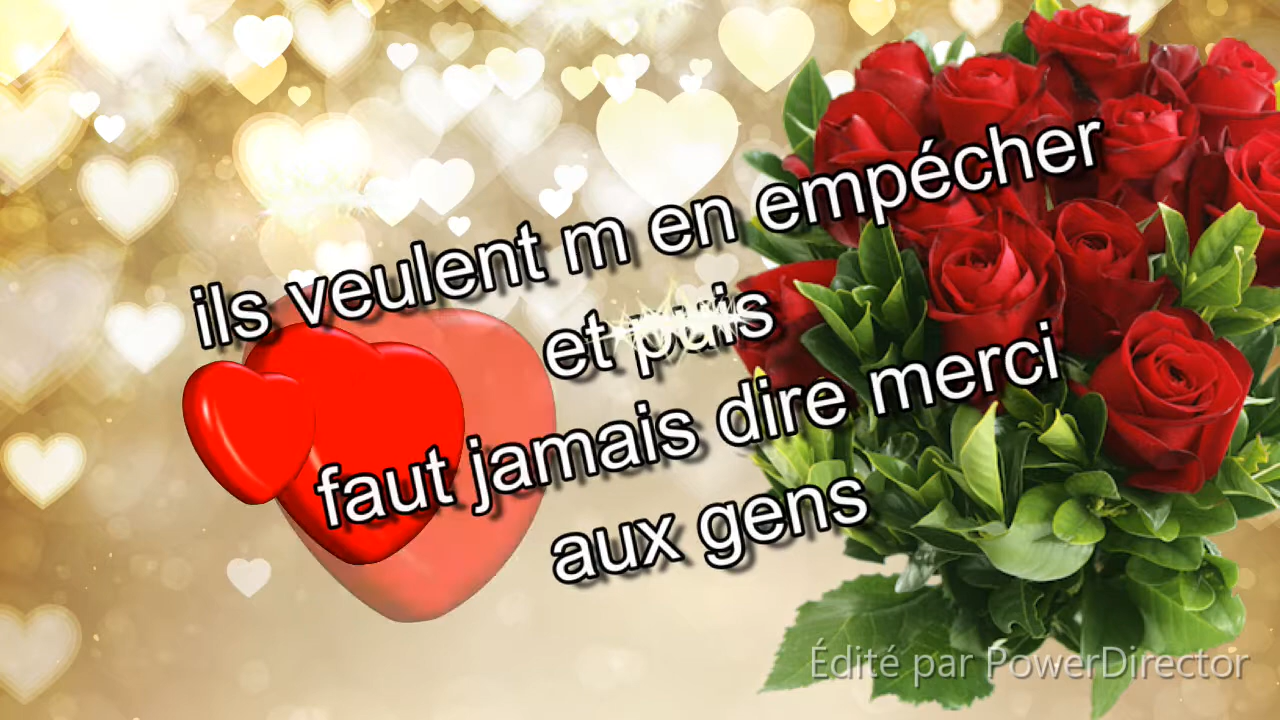 ils veulent m en empécher
et puis
faut jamais dire merci
aux gens
Édité par PowerDirector